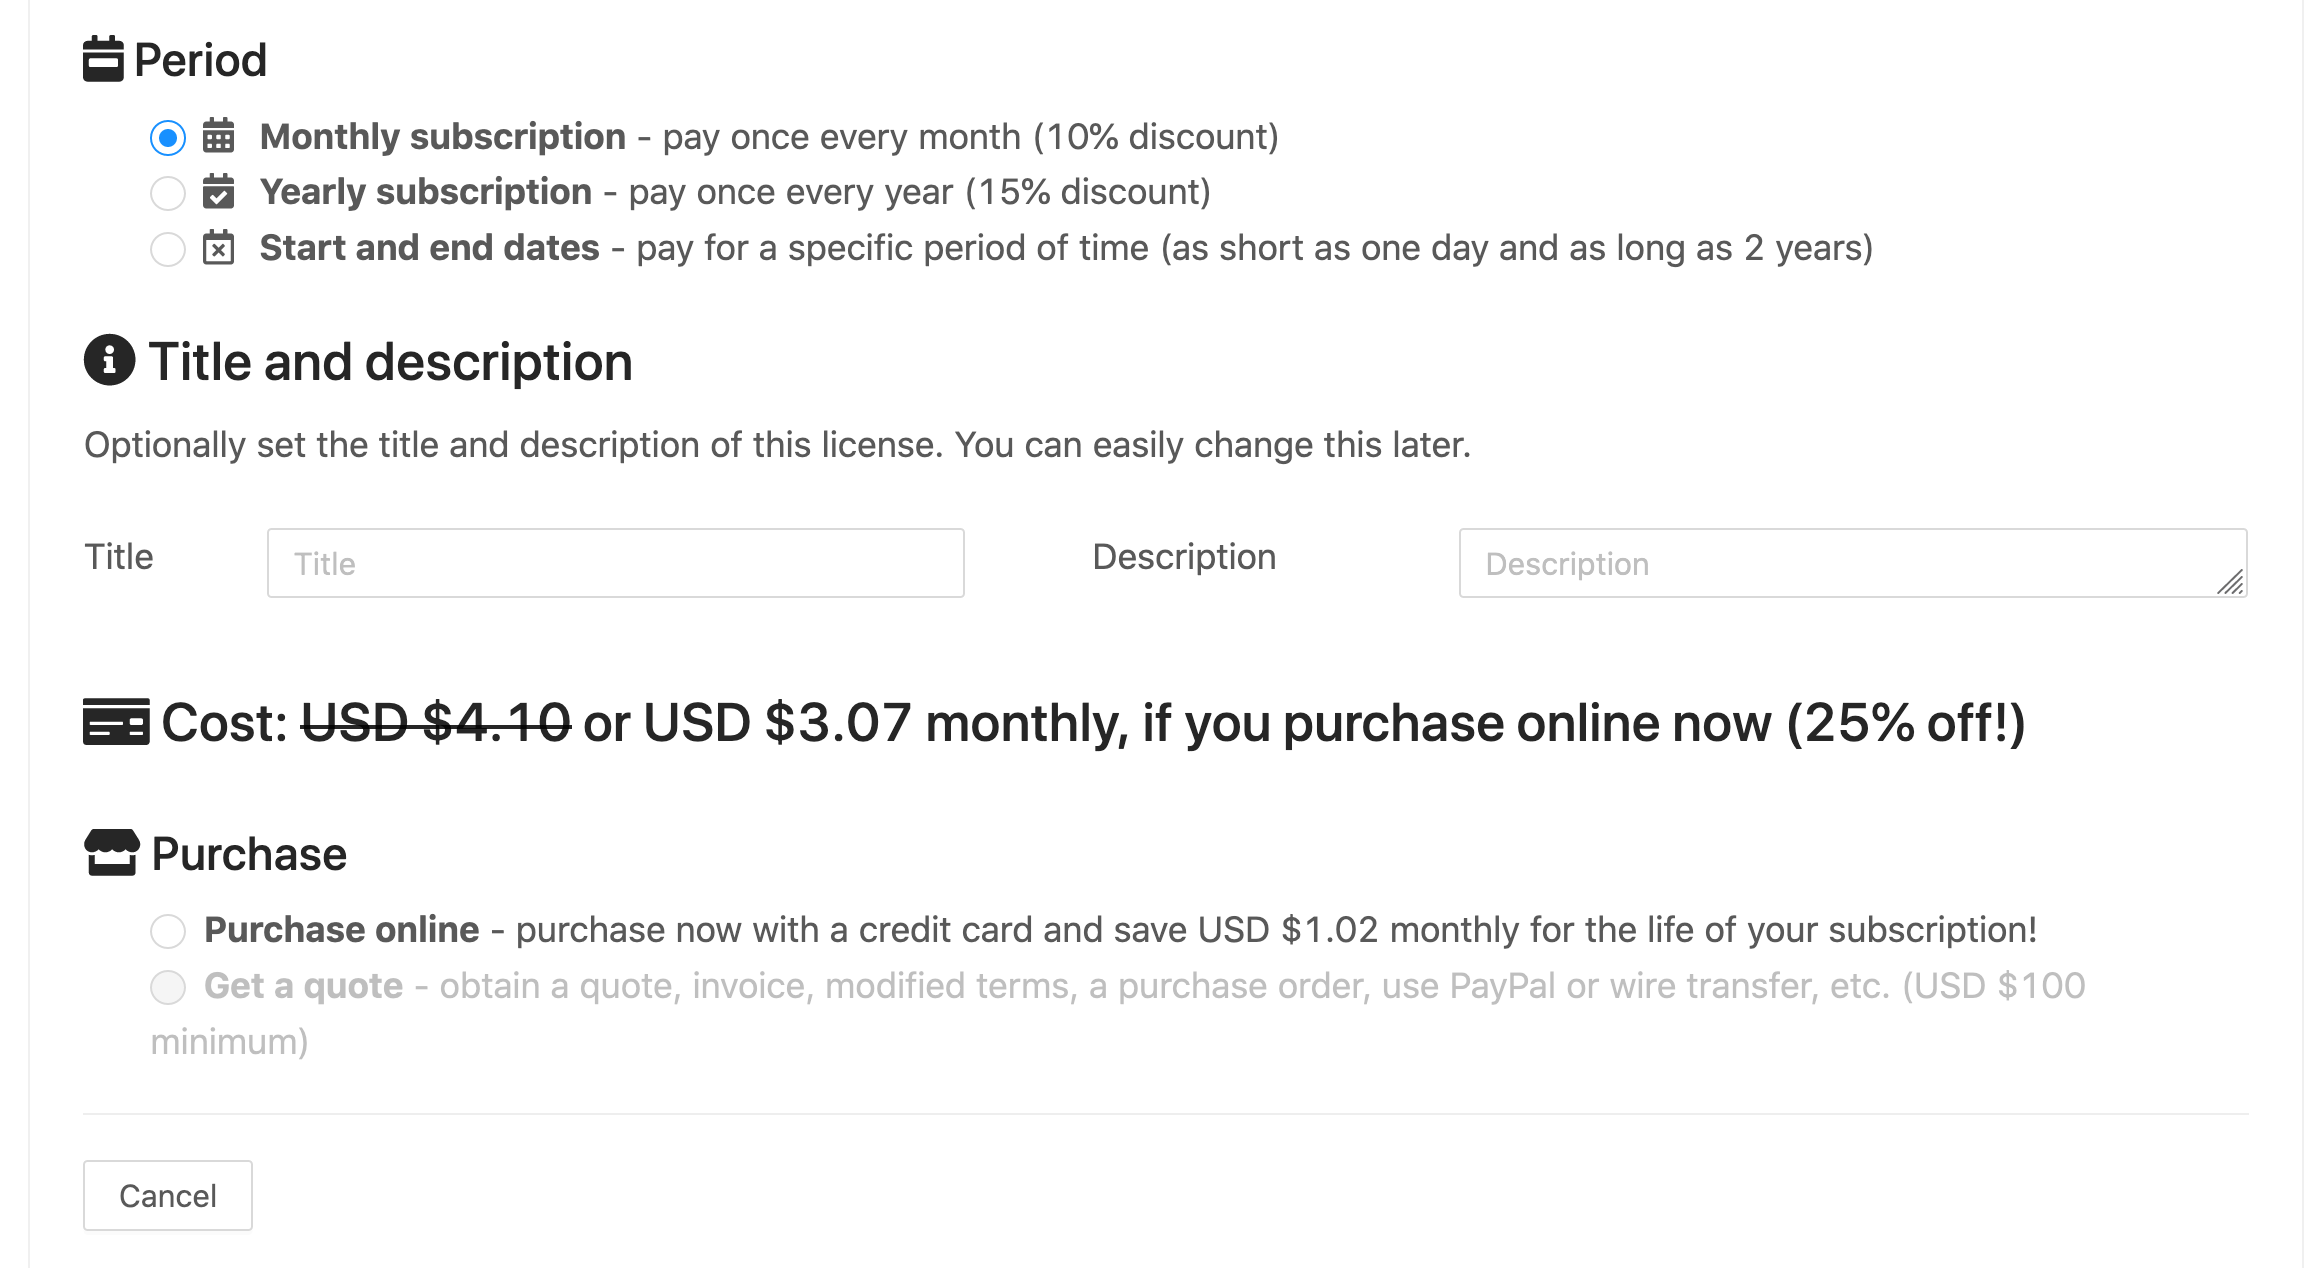 Period
Monthly subscription - pay once every month (10% discount)
Yearly subscription - pay once every year (15% discount)
Start and end dates - pay for a specific period of time (as short as one day and as long as 2 years)
Title and description
Optionally set the title and description of this license. You can easily change this later.
Title Title Description Description
Cost: USD $4.10 or USD $3.07 monthly, if you purchase online now (25% off!)
Purchase
Purchase online - purchase now with a credit card and save USD $1.02 monthly for the life of your subscription!
Get a quote - obtain a quote, invoice, modified terms, a purchase order, use PayPal or wire transfer, etc. (USD $100
minimum)
Cancel